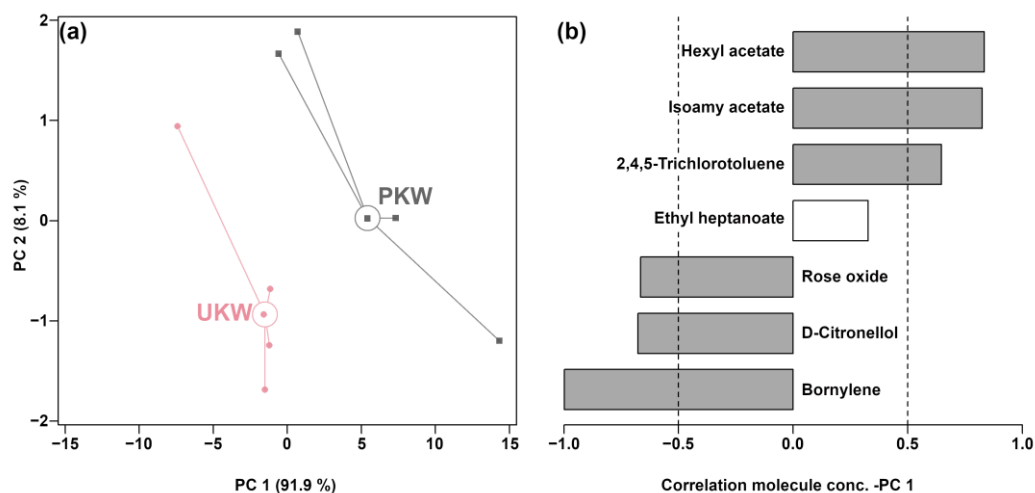 (a)
PKW
UKW
2
1
0
−1
−2
PC 2 (8.1 %)
−15
−10
−5
0
5
10
15
PC 1 (91.9 %)
(b)
Hexyl acetate
Isoamy acetate
2,4,5-Trichlorotoluene
Ethyl heptanoate
Rose oxide
D-Citronellol
Bornylene
−1.0
−0.5
0.0
0.5
1.0
Correlation molecule conc. -PC 1